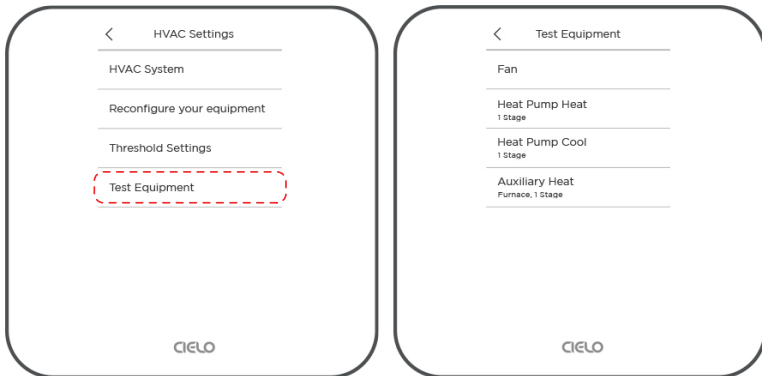 HVAC Settings
HVAC System
Reconfigure your equipment
Threshold Settings
Test Equipment
CIELO
Test Equipment
Fan
Heat Pump Heat
1 Stage
Heat Pump Cool
1 Stage
Auxiliary Heat
Furnace, 1 Stage
CIELO